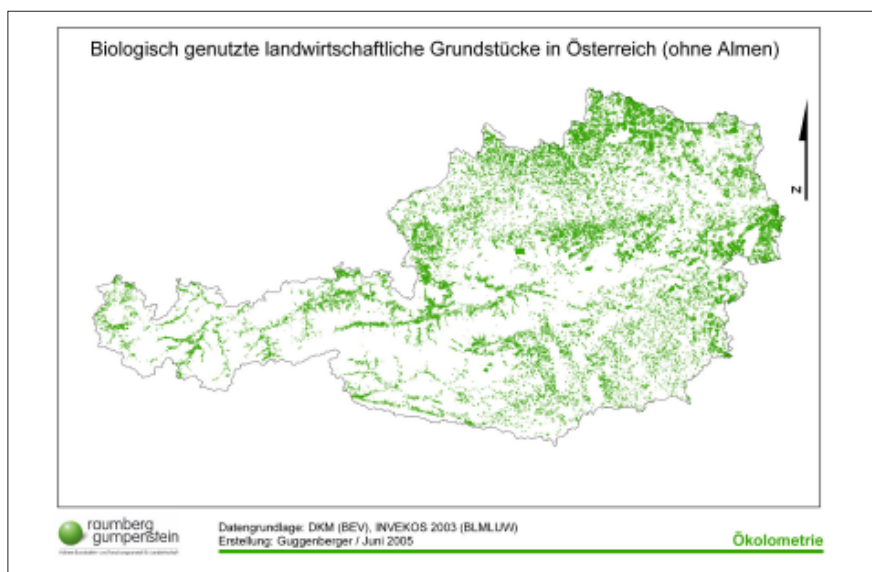 Biologisch genutzte landwirtschaftliche Grundstücke in Österreich (ohne Almen)
N
raumberg
gumpenstein
Datengrundlage: DKM (BEV), INVEKOS 2003 (BLMLUW)
Erstellung: Guggenberger / Juni 2005
Ökolometrie